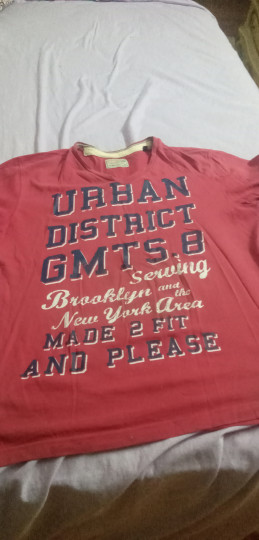 URBAN
DISTRICT
GMTS.8
Serving
Brooklyn and the
New York Area
MADE 2 FIT
AND PLEASE